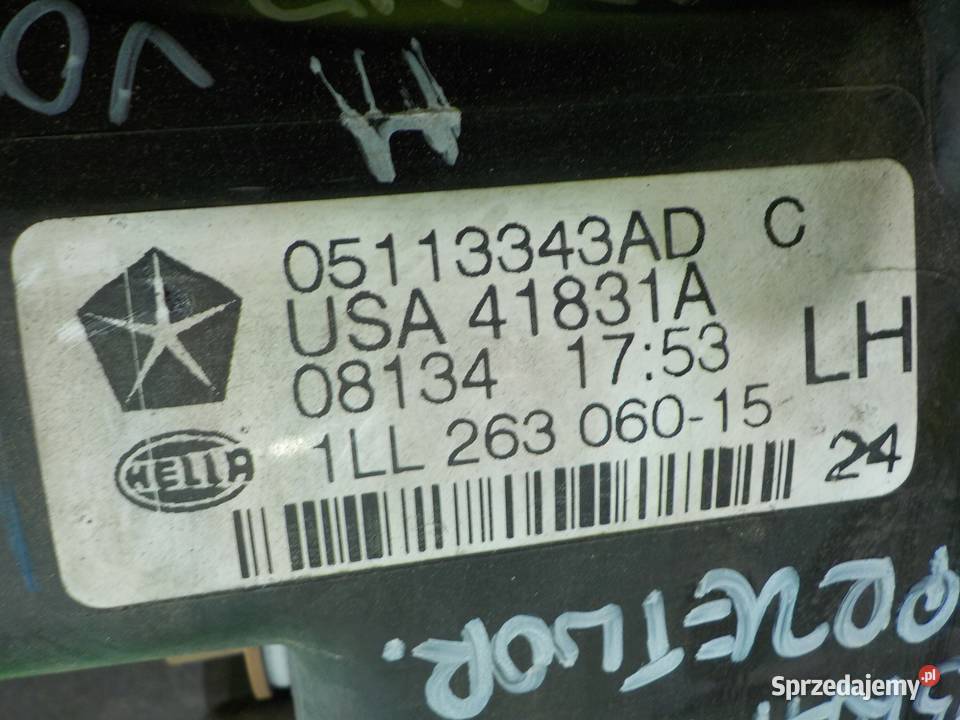 05113343AD C
USA 41831A
08134 17:53
LH
1LL 263 060-15
HELLA
24
Sprzedajemy.pl